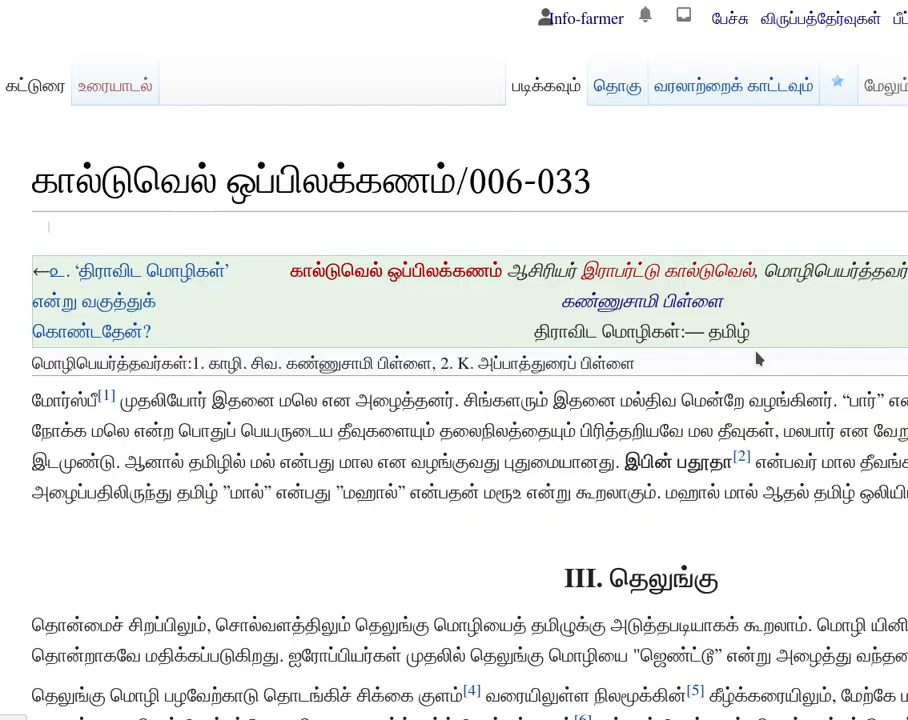 Info-farmer பேச்சு விருப்பத்தேர்வுகள்
கட்டுரை உரையாடல் படிக்கவும் தொகு வரலாற்றைக் காட்டவும்
கால்டுவெல் ஒப்பிலக்கணம்/006-033
←௨. ‘திராவிட மொழிகள்’ கால்டுவெல் ஒப்பிலக்கணம் ஆசிரியர் இராபர்ட்டு கால்டுவெல், மொழிபெயர்த்தவர்
என்று வகுத்துக் கண்ணுசாமி பிள்ளை
கொண்டதேன்? திராவிட மொழிகள்:— தமிழ்
மொழிபெயர்த்தவர்கள்:1. காழி. சிவ. கண்ணுசாமி பிள்ளை, 2. K. அப்பாத்துரைப் பிள்ளை
மோர்ஸ்பீ[1] முதலியோர் இதனை மலெ என அழைத்தனர். சிங்களரும் இதனை மல்திவ மென்றே வழங்கினர். “பார்”
நோக்க மலெ என்ற பொதுப் பெயருடைய தீவுகளையும் தலைநிலத்தையும் பிரித்தறியவே மல தீவுகள், மலபார் என
இடமுண்டு. ஆனால் தமிழில் மல் என்பது மால என வழங்குவது புதுமையானது. இபின் பதூதா[2] என்பவர் மால
அழைப்பதிலிருந்து தமிழ் ”மால்” என்பது ”மஹால்” என்பதன் மரூஉ என்று கூறலாகும். மஹால் மால் ஆதல் தமிழ்
III. தெலுங்கு
தொன்மைச் சிறப்பிலும், சொல்வளத்திலும் தெலுங்கு மொழியைத் தமிழுக்கு அடுத்தபடியாகக் கூறலாம். மொழி
தொன்றாகவே மதிக்கப்படுகிறது. ஐரோப்பியர்கள் முதலில் தெலுங்கு மொழியை "ஜெண்ட்டூ” என்று அழைத்து
தெலுங்கு மொழி பழவேற்காடு தொடங்கிச் சிக்கை குளம்[4] வரையிலுள்ள நிலமூக்கின்[5] கீழ்க்கரையிலும், மேற்கே
[6]